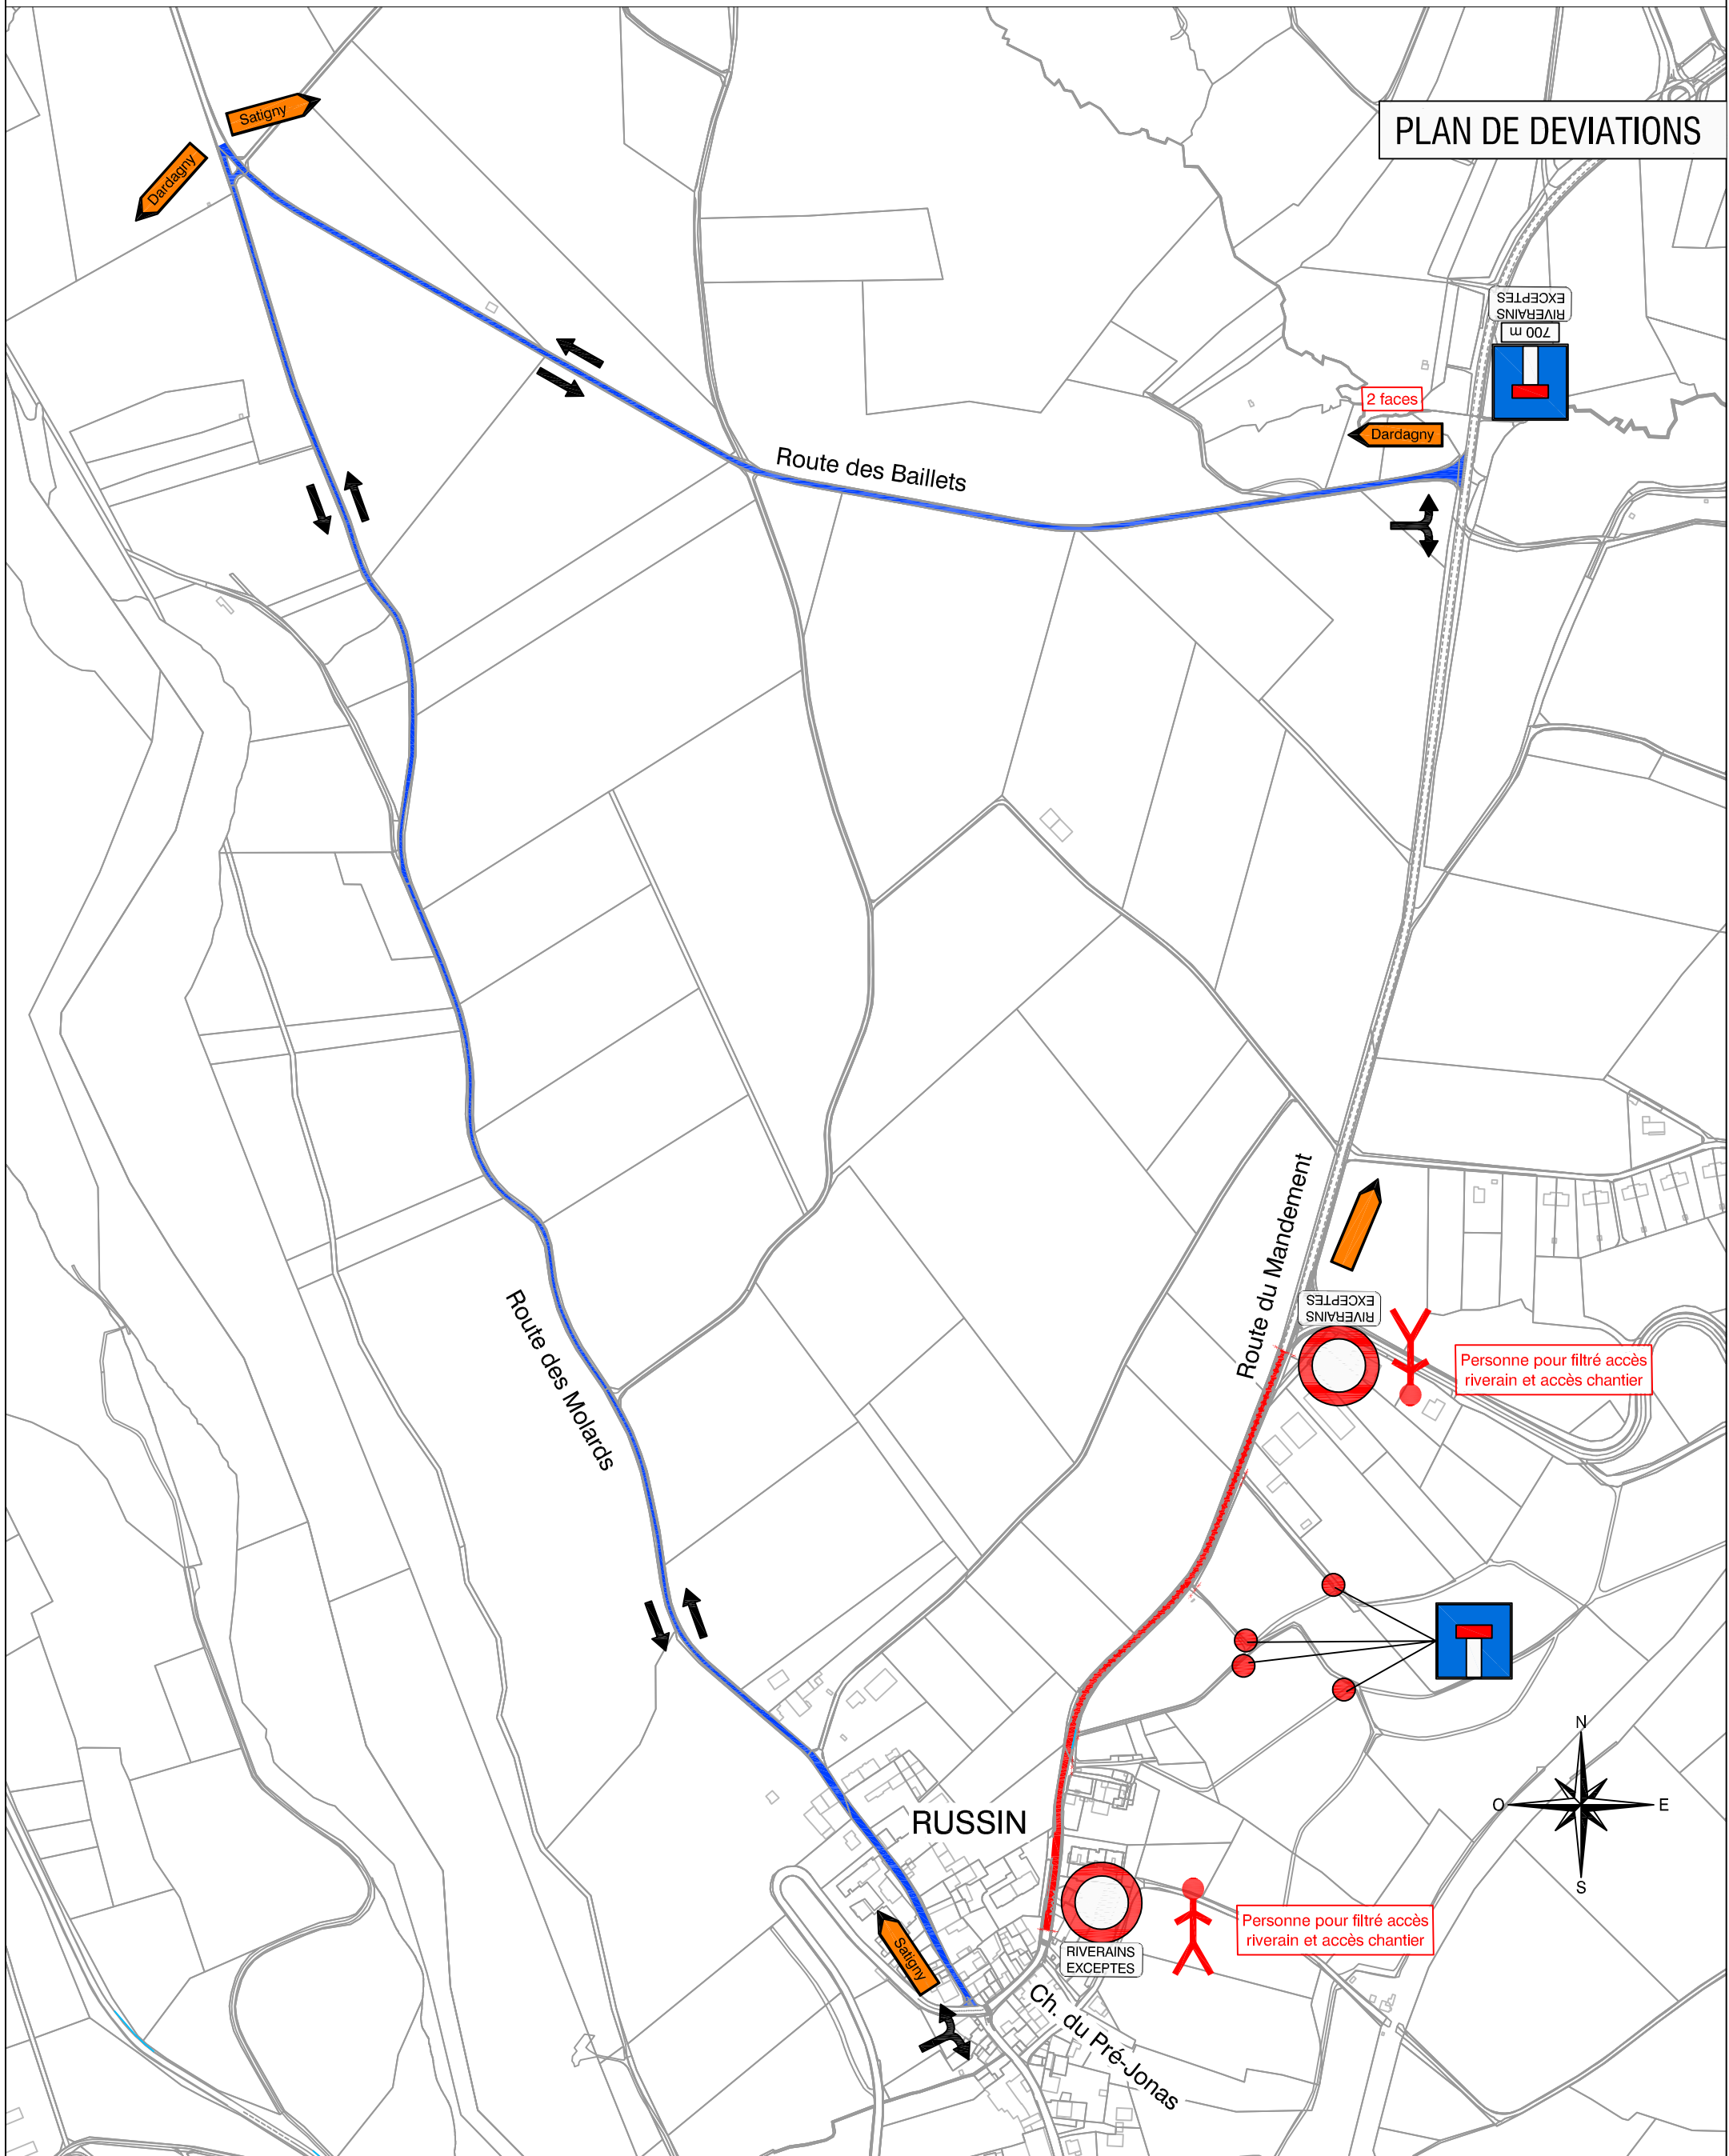 PLAN DE DEVIATIONS
Satigny
Dardagny
RIVERAINS
EXCEPTES
700 m
2 faces
Dardagny
Route des Baillets
Route du Mandement
RIVERAINS
EXCEPTES
Personne pour filtré accès
riverain et accès chantier
Route des Molards
N
O
E
S
RUSSIN
Satigny
RIVERAINS
EXCEPTES
Personne pour filtré accès
riverain et accès chantier
Ch. du Pré-Jonas